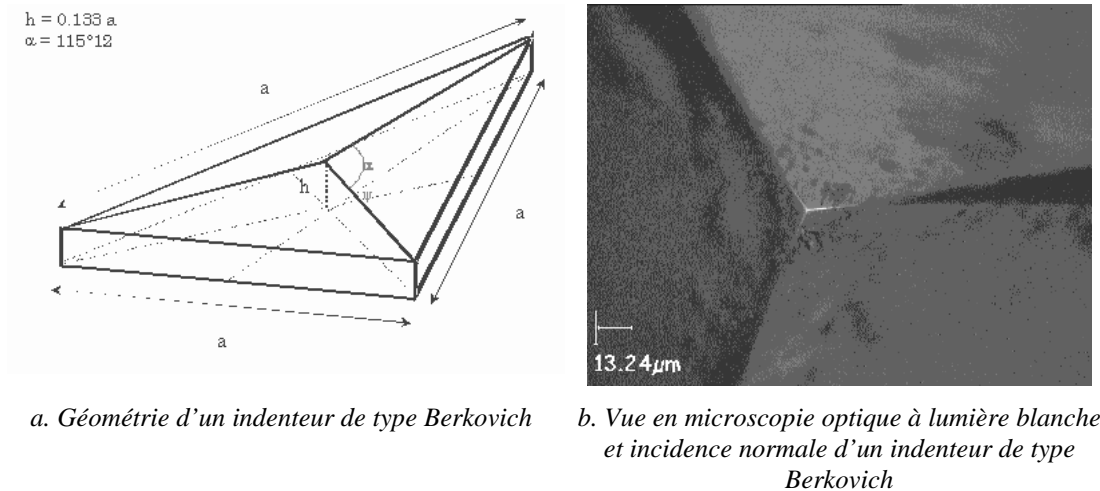 h = 0.133 a
α = 115°12
a
α
h
ψ
a
a
13.24µm
a. Géométrie d'un indenteur de type Berkovich
b. Vue en microscopie optique à lumière blanche
et incidence normale d'un indenteur de type
Berkovich